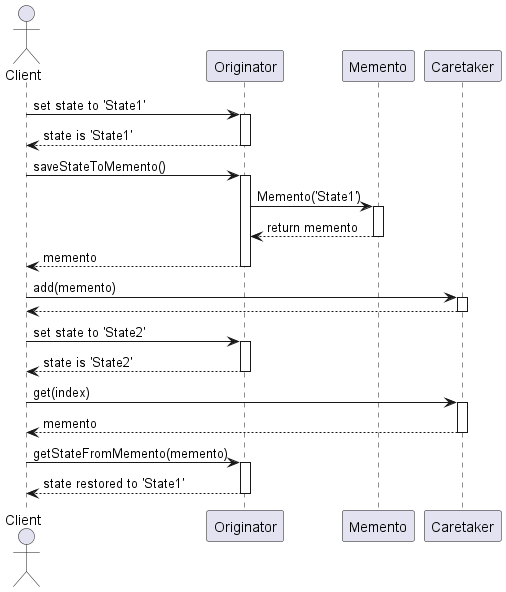 Client
Originator
Memento
Caretaker
set state to 'State1'
state is 'State1'
saveStateToMemento()
Memento('State1')
return memento
memento
add(memento)
set state to 'State2'
state is 'State2'
get(index)
memento
getStateFromMemento(memento)
state restored to 'State1'
Client
Originator
Memento
Caretaker